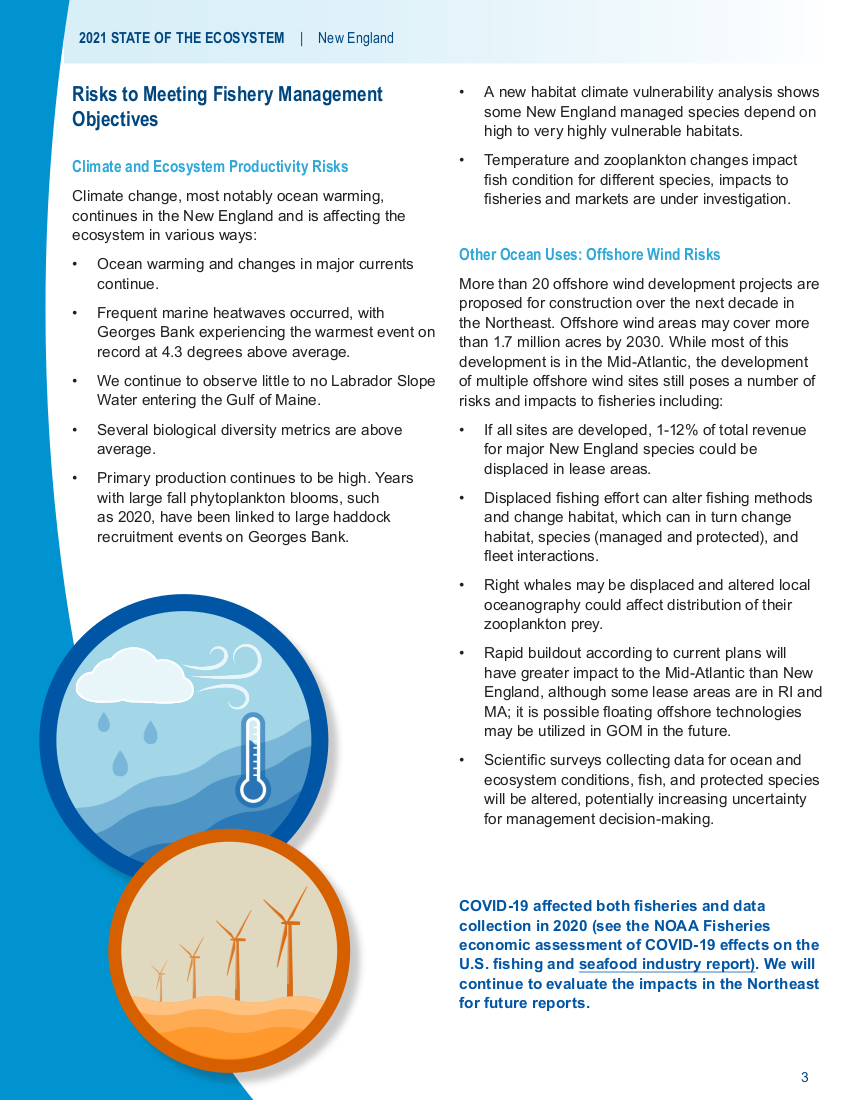 2021 STATE OF THE ECOSYSTEM | New England
Risks to Meeting Fishery Management
Objectives
Climate and Ecosystem Productivity Risks
Climate change, most notably ocean warming,
continues in the New England and is affecting the
ecosystem in various ways:
• Ocean warming and changes in major currents
continue.
• Frequent marine heatwaves occurred, with
Georges Bank experiencing the warmest event on
record at 4.3 degrees above average.
• We continue to observe little to no Labrador Slope
Water entering the Gulf of Maine.
• Several biological diversity metrics are above
average.
• Primary production continues to be high. Years
with large fall phytoplankton blooms, such
as 2020, have been linked to large haddock
recruitment events on Georges Bank.
• A new habitat climate vulnerability analysis shows
some New England managed species depend on
high to very highly vulnerable habitats.
• Temperature and zooplankton changes impact
fish condition for different species, impacts to
fisheries and markets are under investigation.
Other Ocean Uses: Offshore Wind Risks
More than 20 offshore wind development projects are
proposed for construction over the next decade in
the Northeast. Offshore wind areas may cover more
than 1.7 million acres by 2030. While most of this
development is in the Mid-Atlantic, the development
of multiple offshore wind sites still poses a number of
risks and impacts to fisheries including:
• If all sites are developed, 1-12% of total revenue
for major New England species could be
displaced in lease areas.
• Displaced fishing effort can alter fishing methods
and change habitat, which can in turn change
habitat, species (managed and protected), and
fleet interactions.
• Right whales may be displaced and altered local
oceanography could affect distribution of their
zooplankton prey.
• Rapid buildout according to current plans will
have greater impact to the Mid-Atlantic than New
England, although some lease areas are in RI and
MA; it is possible floating offshore technologies
may be utilized in GOM in the future.
• Scientific surveys collecting data for ocean and
ecosystem conditions, fish, and protected species
will be altered, potentially increasing uncertainty
for management decision-making.
COVID-19 affected both fisheries and data
collection in 2020 (see the NOAA Fisheries
economic assessment of COVID-19 effects on the
U.S. fishing and seafood industry report). We will
continue to evaluate the impacts in the Northeast
for future reports.
3